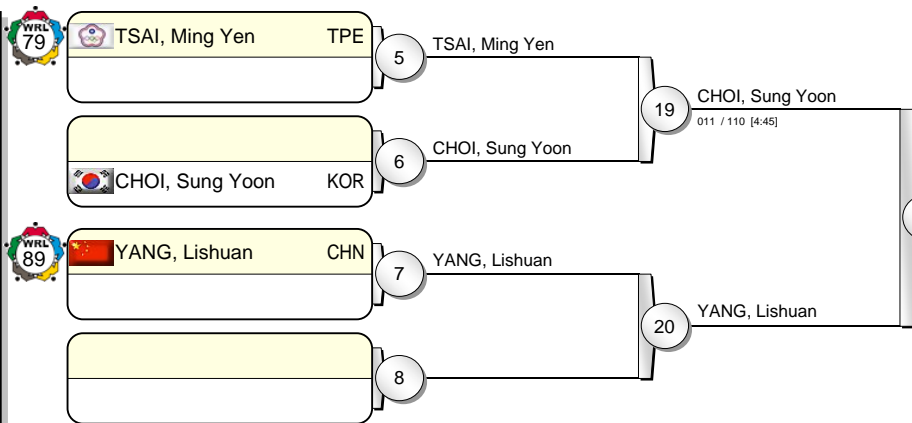 WRL
79
TSAI, Ming Yen TPE
5
TSAI, Ming Yen
19
CHOI, Sung Yoon
011 / 110 [4:45]
6
CHOI, Sung Yoon
CHOI, Sung Yoon KOR
WRL
89
YANG, Lishuan CHN
7
YANG, Lishuan
20
YANG, Lishuan
8